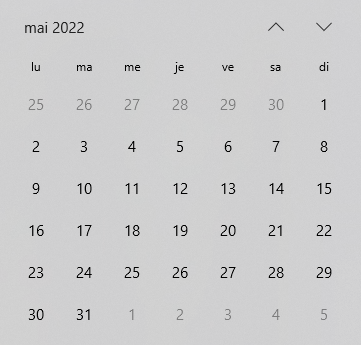 mai 2022
lu ma me je ve sa di
25 26 27 28 29 30 1
2 3 4 5 6 7 8
9 10 11 12 13 14 15
16 17 18 19 20 21 22
23 24 25 26 27 28 29
30 31 1 2 3 4 5